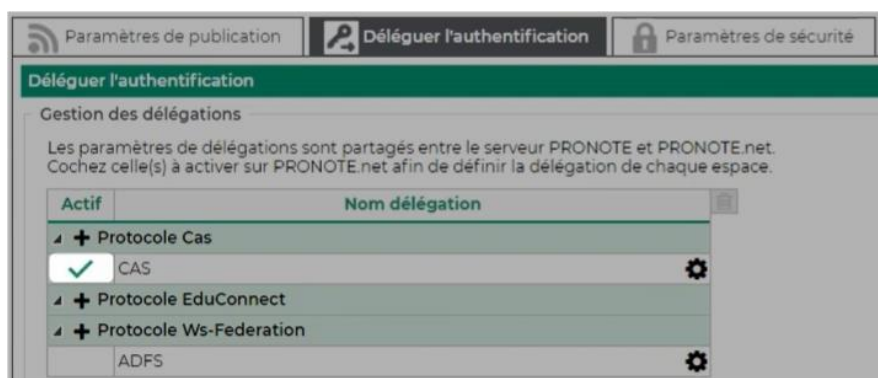 Paramètres de publication
Déléguer l'authentification
Paramètres de sécurité
Déléguer l'authentification
Gestion des délégations
Les paramètres de délégations sont partagés entre le serveur PRONOTE et PRONOTE.net.
Cochez celle(s) à activer sur PRONOTE.net afin de définir la délégation de chaque espace.
Actif Nom délégation
Protocole Cas
CAS
Protocole EduConnect
Protocole Ws-Federation
ADFS